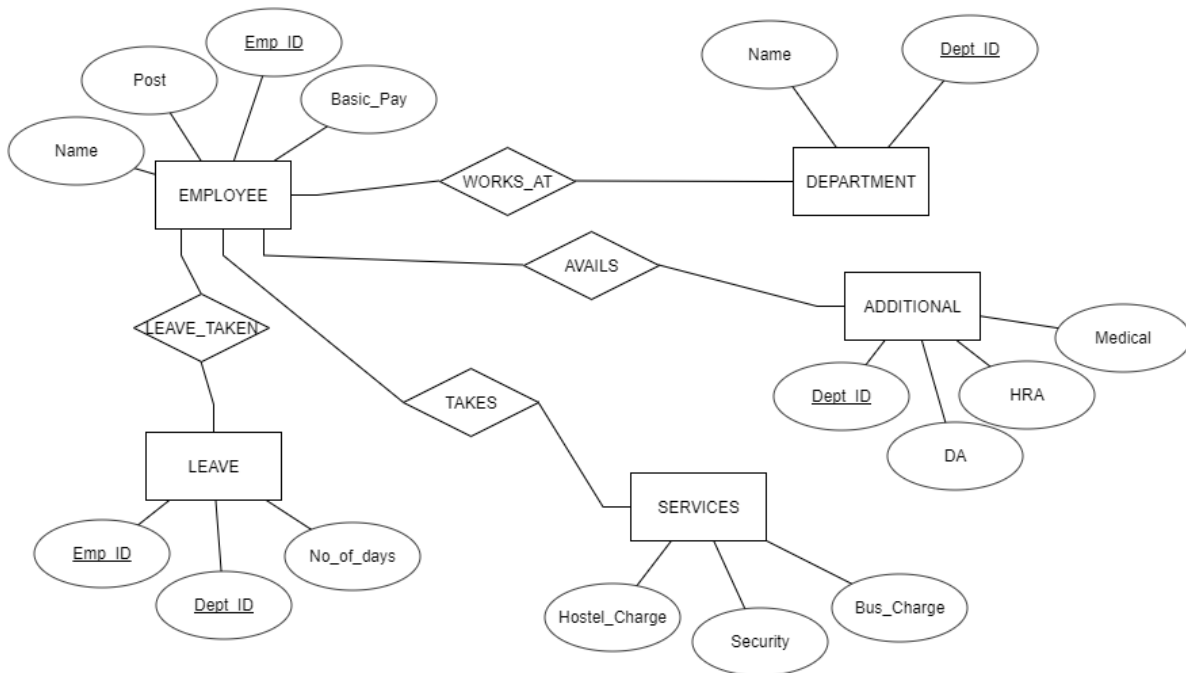 Emp_ID
Name
Dept_ID
Post
Basic_Pay
Name
EMPLOYEE
WORKS_AT
DEPARTMENT
AVAILS
ADDITIONAL
LEAVE_TAKEN
Medical
TAKES
Dept_ID
HRA
DA
LEAVE
SERVICES
Emp_ID
No_of_days
Dept_ID
Hostel_Charge
Security
Bus_Charge